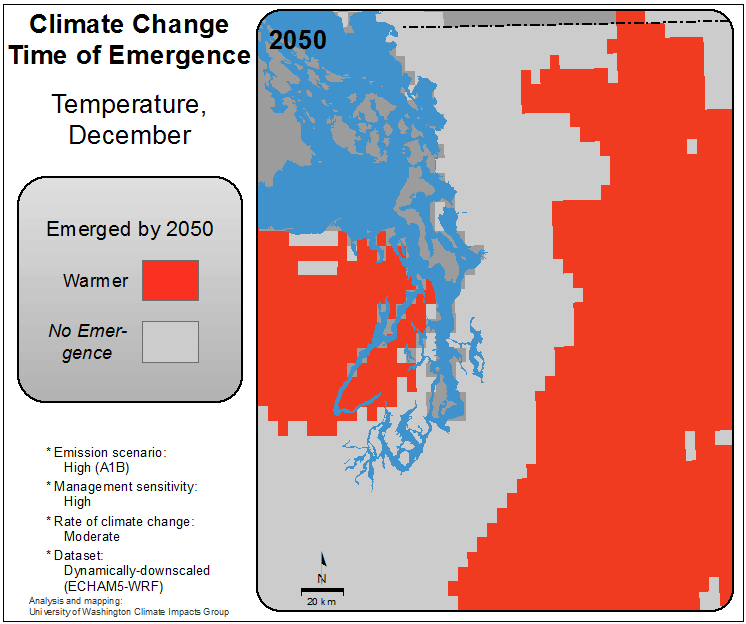 Climate Change
Time of Emergence
Temperature,
December
Emerged by 2050
Warmer
No Emer-
gence
* Emission scenario:
High (A1B)
* Management sensitivity:
High
* Rate of climate change:
Moderate
* Dataset:
Dynamically-downscaled
(ECHAM5-WRF)
Analysis and mapping:
University of Washington Climate Impacts Group
2050
N
20 km